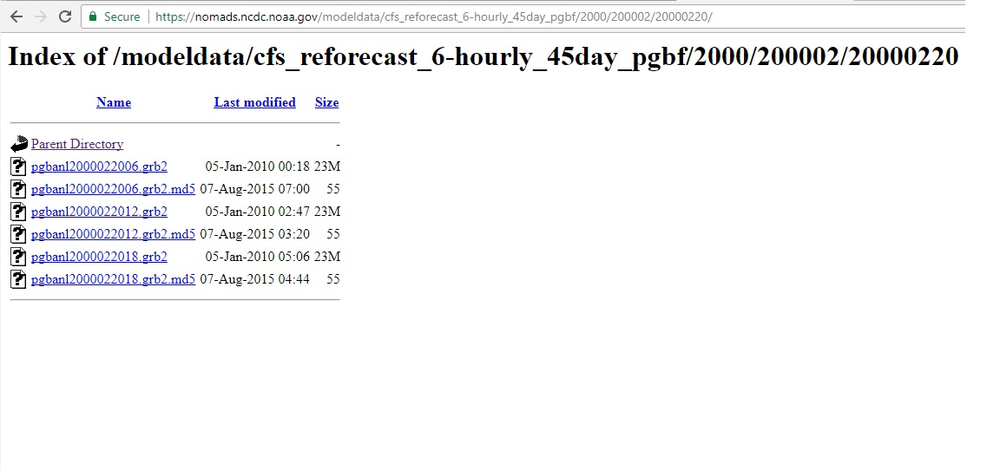 Secure | https://nomads.ncdc.noaa.gov/modeldata/cfs_reforecast_6-hourly_45day_pgbf/2000/200002/20000220/
Index of /modeldata/cfs_reforecast_6-hourly_45day_pgbf/2000/200002/20000220
Name Last modified Size
Parent Directory -
pgbanl2000022006.grb2 05-Jan-2010 00:18 23M
pgbanl2000022006.grb2.md5 07-Aug-2015 07:00 55
pgbanl2000022012.grb2 05-Jan-2010 02:47 23M
pgbanl2000022012.grb2.md5 07-Aug-2015 03:20 55
pgbanl2000022018.grb2 05-Jan-2010 05:06 23M
pgbanl2000022018.grb2.md5 07-Aug-2015 04:44 55